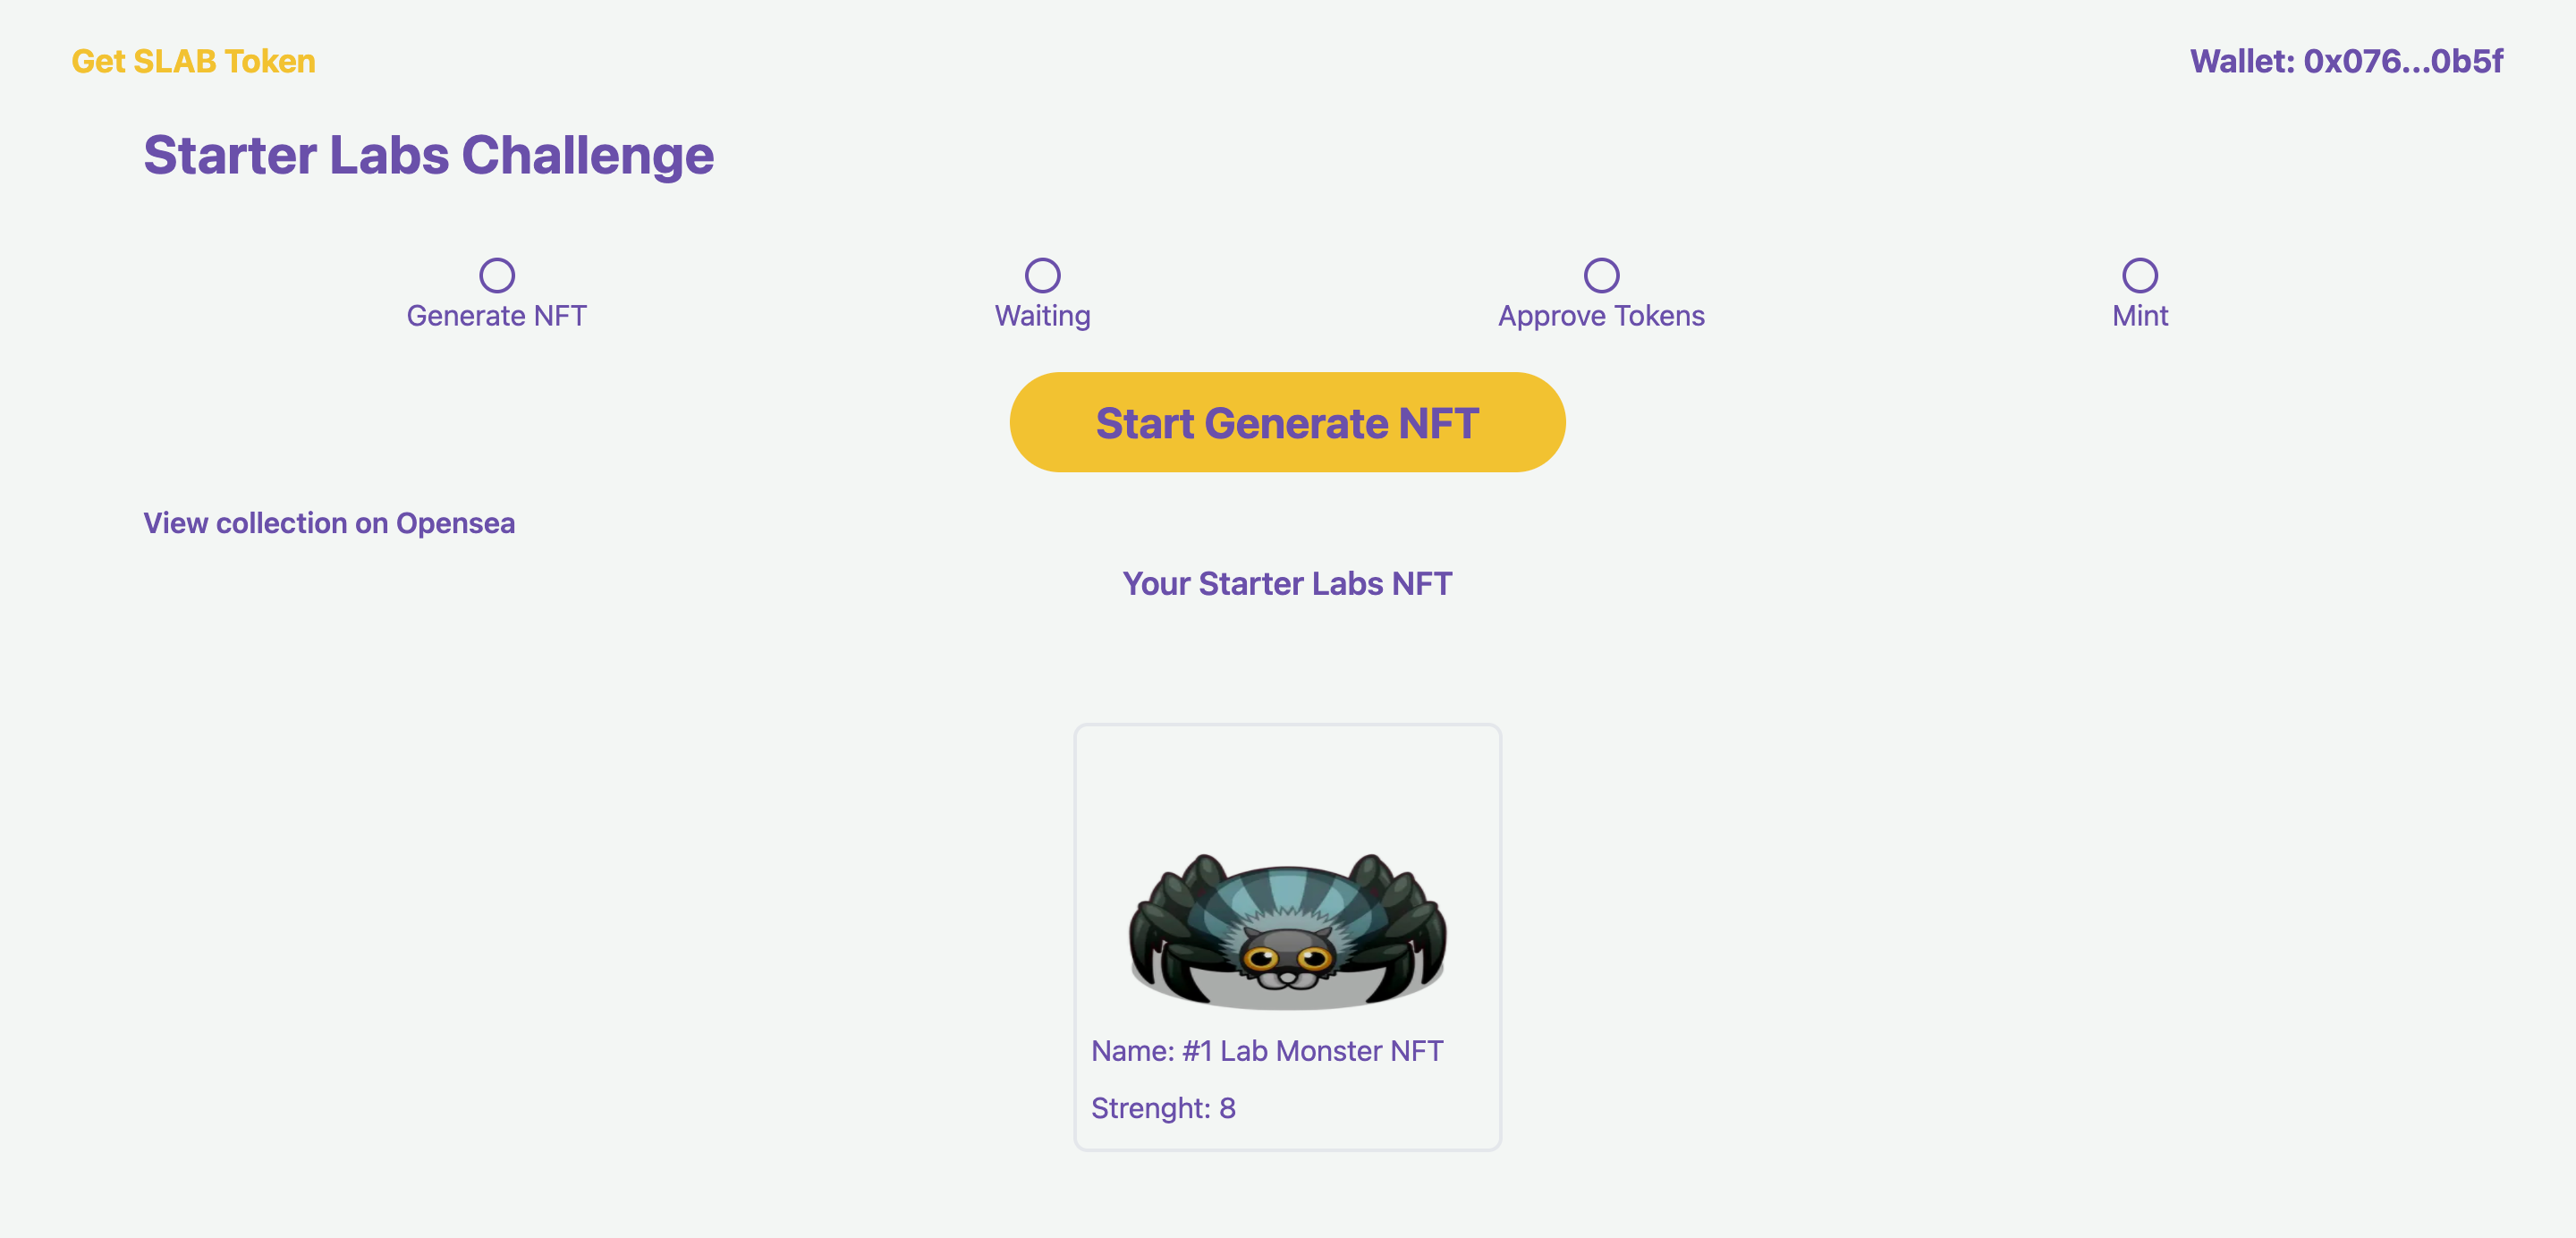 Get SLAB Token
Wallet: 0x076...0b5f
Starter Labs Challenge
Generate NFT
Waiting
Approve Tokens
Mint
Start Generate NFT
View collection on Opensea
Your Starter Labs NFT
Name: #1 Lab Monster NFT
Strenght: 8